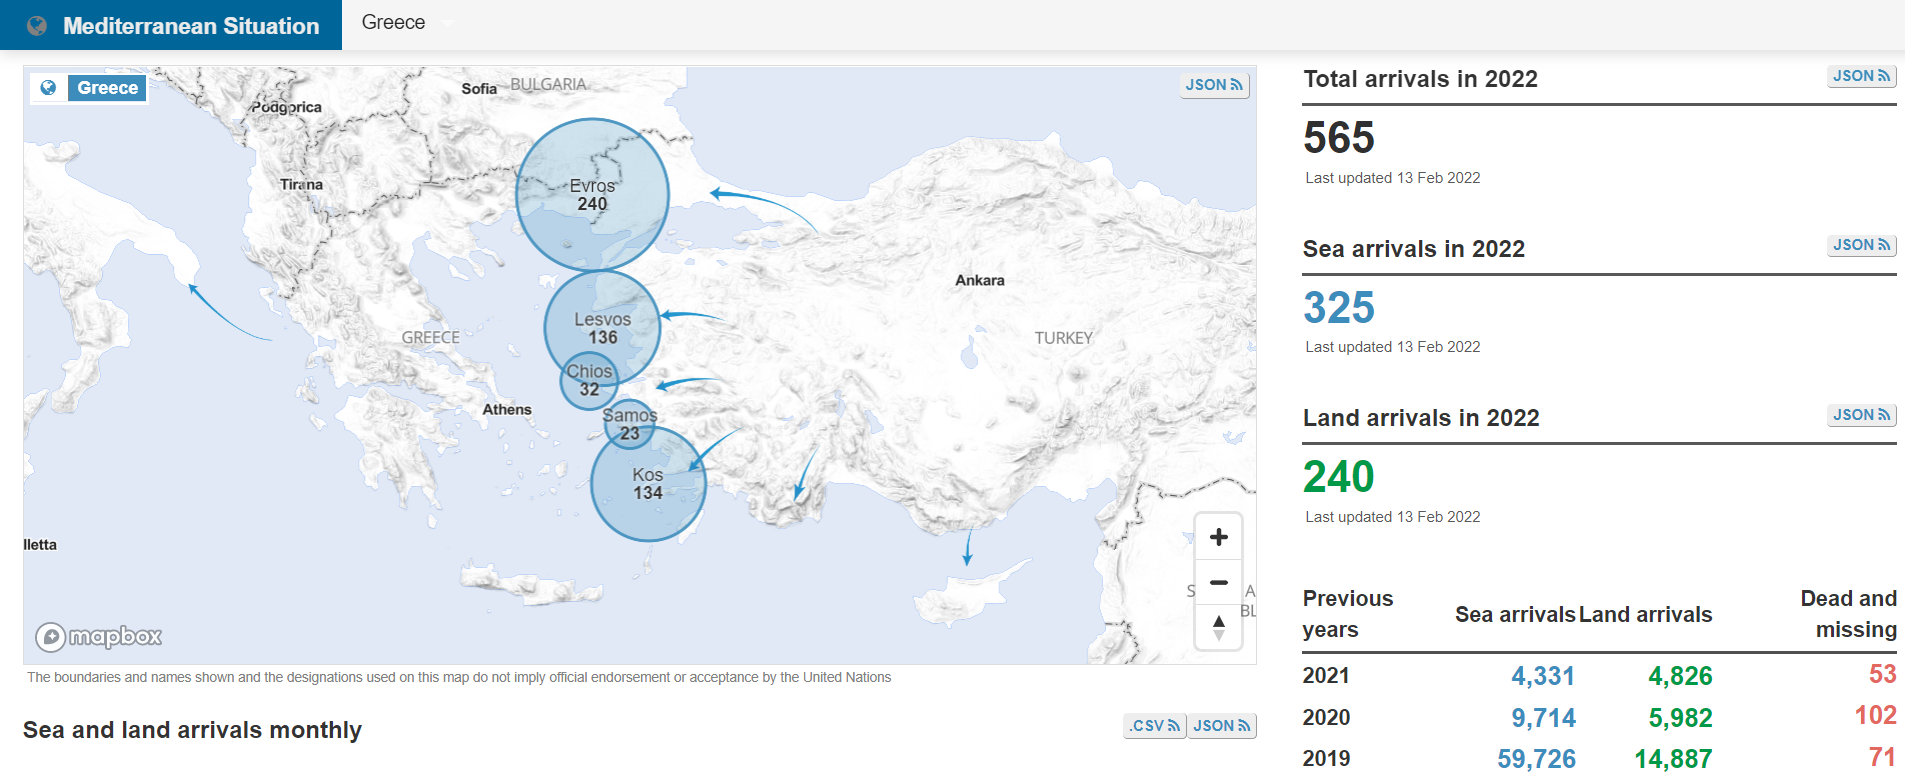 Mediterranean Situation
Greece
Greece
JSON
Sofia
BULGARIA
Podgorica
Tirana
Evros
240
Ankara
Lesvos
136
GREECE
TURKEY
Chios
32
Athens
Samos
23
Kos
134
lletta
S
A
BL
mapbox
The boundaries and names shown and the designations used on this map do not imply official endorsement or acceptance by the United Nations
Sea and land arrivals monthly
.CSV JSON
Total arrivals in 2022
JSON
565
Last updated 13 Feb 2022
Sea arrivals in 2022
JSON
325
Last updated 13 Feb 2022
Land arrivals in 2022
JSON
240
Last updated 13 Feb 2022
Previous years Sea arrivals Land arrivals Dead and missing
2021 4,331 4,826 53
2020 9,714 5,982 102
2019 59,726 14,887 71